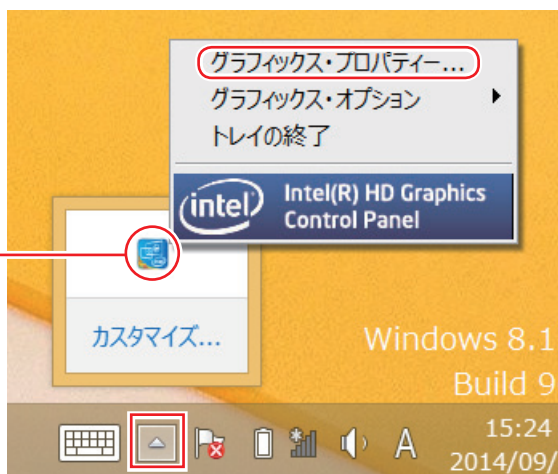 グラフィックス・プロパティー...
グラフィックス・オプション
トレイの終了
intel
Intel(R) HD Graphics
Control Panel
カスタマイズ...
Windows 8.1
Build 9
A
15:24
2014/09/